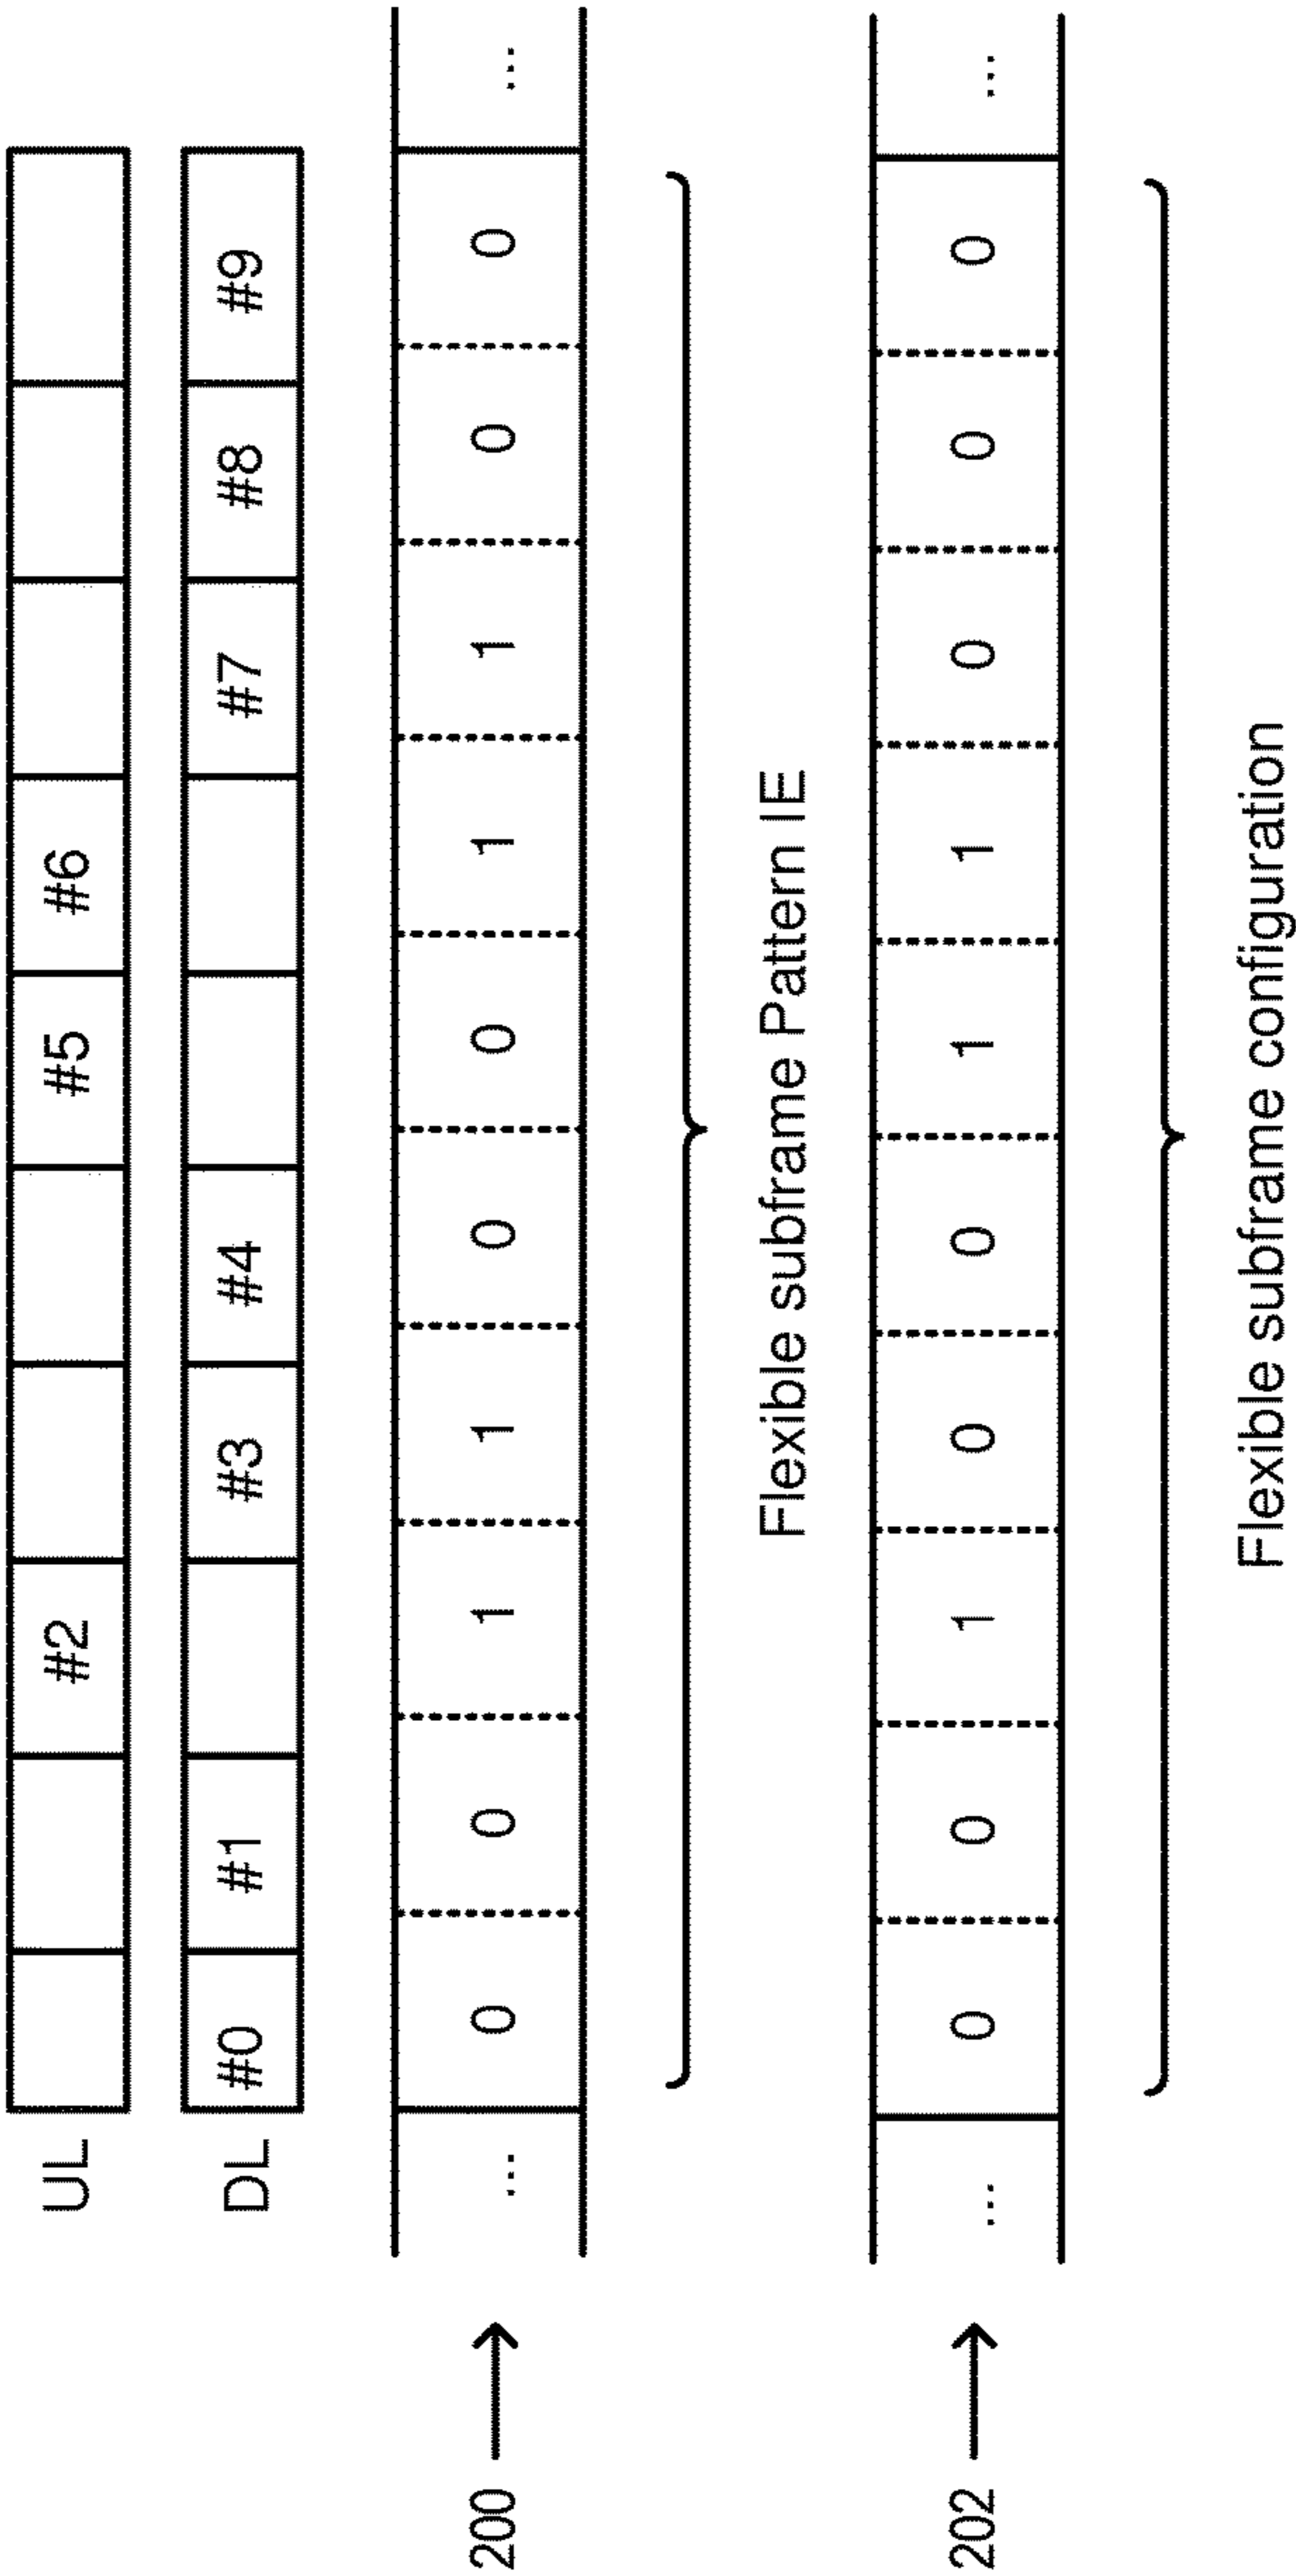 UL #2 #5 #6
DL #0 #1 #3 #4 #7 #8 #9
200 ... 0 0 1 1 0 0 1 1 0 0 ...
Flexible subframe Pattern IE
202 ... 0 0 1 0 0 1 1 0 0 0 ...
Flexible subframe configuration